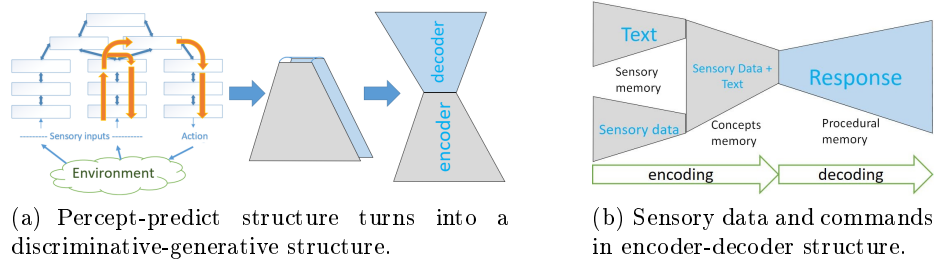 --------- Sensory inputs ----------
Action
Environment
decoder
encoder
(a) Percept-predict structure turns into a
discriminative-generative structure.
Text
Sensory
memory
Sensory data
Sensory Data +
Text
Concepts
memory
Response
Procedural
memory
encoding
decoding
(b) Sensory data and commands
in encoder-decoder structure.